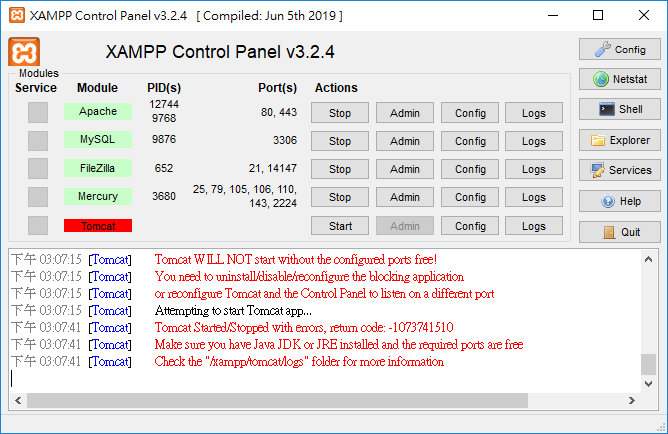 XAMPP Control Panel v3.2.4 [ Compiled: Jun 5th 2019 ]
XAMPP Control Panel v3.2.4
Config
Modules
Service Module PID(s) Port(s) Actions
Netstat
Apache 12744 9768 80, 443 Stop Admin Config Logs
Shell
MySQL 9876 3306 Stop Admin Config Logs
Explorer
FileZilla 652 21, 14147 Stop Admin Config Logs
Services
Mercury 3680 25, 79, 105, 106, 110, 143, 2224 Stop Admin Config Logs
Help
Tomcat Start Admin Config Logs
Quit
下午 03:07:15 [Tomcat] Tomcat WILL NOT start without the configured ports free!
下午 03:07:15 [Tomcat] You need to uninstall/disable/reconfigure the blocking application
下午 03:07:15 [Tomcat] or reconfigure Tomcat and the Control Panel to listen on a different port
下午 03:07:15 [Tomcat] Attempting to start Tomcat app...
下午 03:07:41 [Tomcat] Tomcat Started/Stopped with errors, return code: -1073741510
下午 03:07:41 [Tomcat] Make sure you have Java JDK or JRE installed and the required ports are free
下午 03:07:41 [Tomcat] Check the "/xampp/tomcat/logs" folder for more information